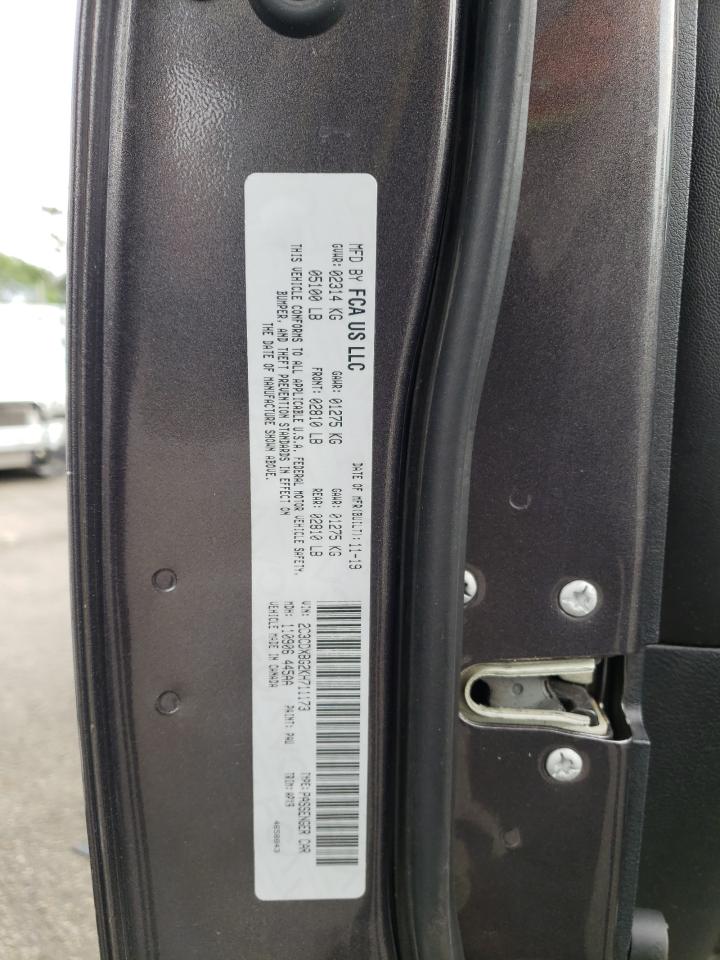 MFD BY FCA US LLC
DATE OF MFR(BUILT): 11-19
GVWR: 02314 KG
GAWR: 01275 KG
GAWR: 01275 KG
05100 LB
FRONT: 02810 LB
REAR: 02810 LB
THIS VEHICLE CONFORMS TO ALL APPLICABLE U.S.A. FEDERAL MOTOR VEHICLE SAFETY,
BUMPER, AND THEFT PREVENTION STANDARDS IN EFFECT ON
THE DATE OF MANUFACTURE SHOWN ABOVE.
VIN: 2C3CDXBG2KH711173
TYPE: PASSENGER CAR
MDH: 110906 445AA
PAINT: PAU
VEHICLE MADE IN CANADA